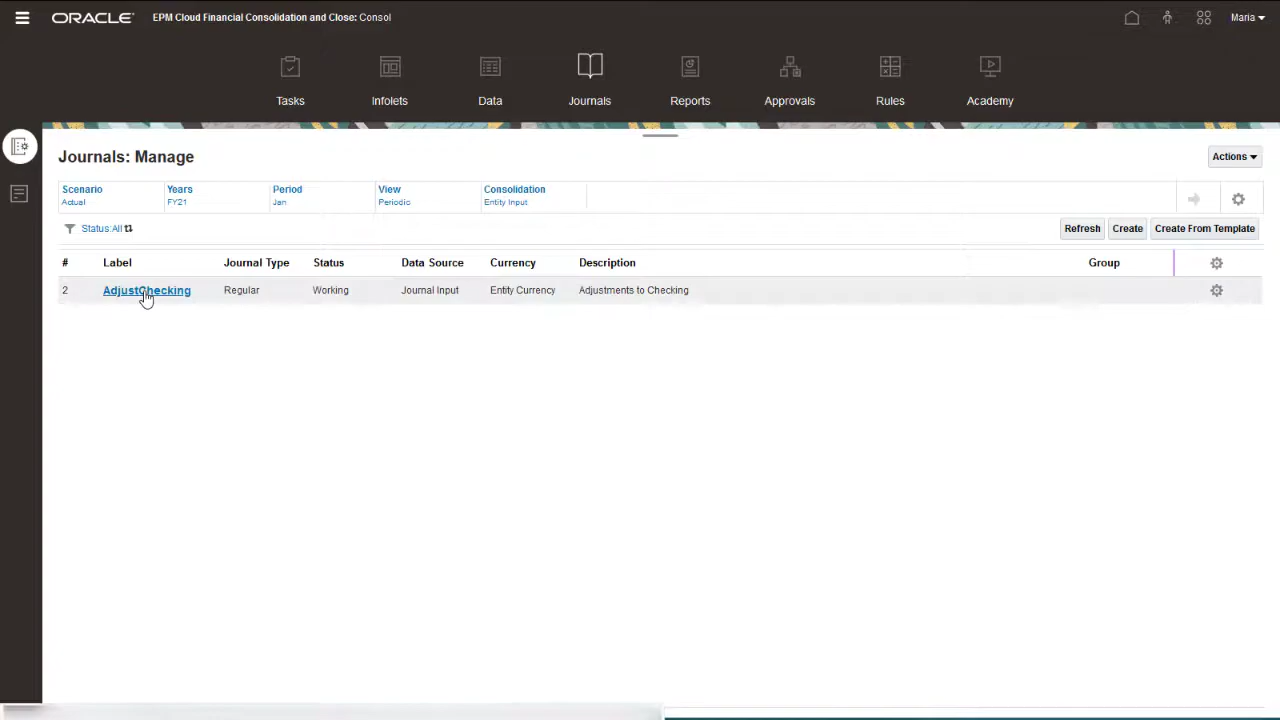 ORACLE EPM Cloud Financial Consolidation and Close: Consol Maria
Tasks Infolets Data Journals Reports Approvals Rules Academy
Journals: Manage Actions
Scenario Years Period View Consolidation
Actual FY21 Jan Periodic Entity Input
Status:All Refresh Create Create From Template
# Label Journal Type Status Data Source Currency Description Group
2 AdjustChecking Regular Working Journal Input Entity Currency Adjustments to Checking